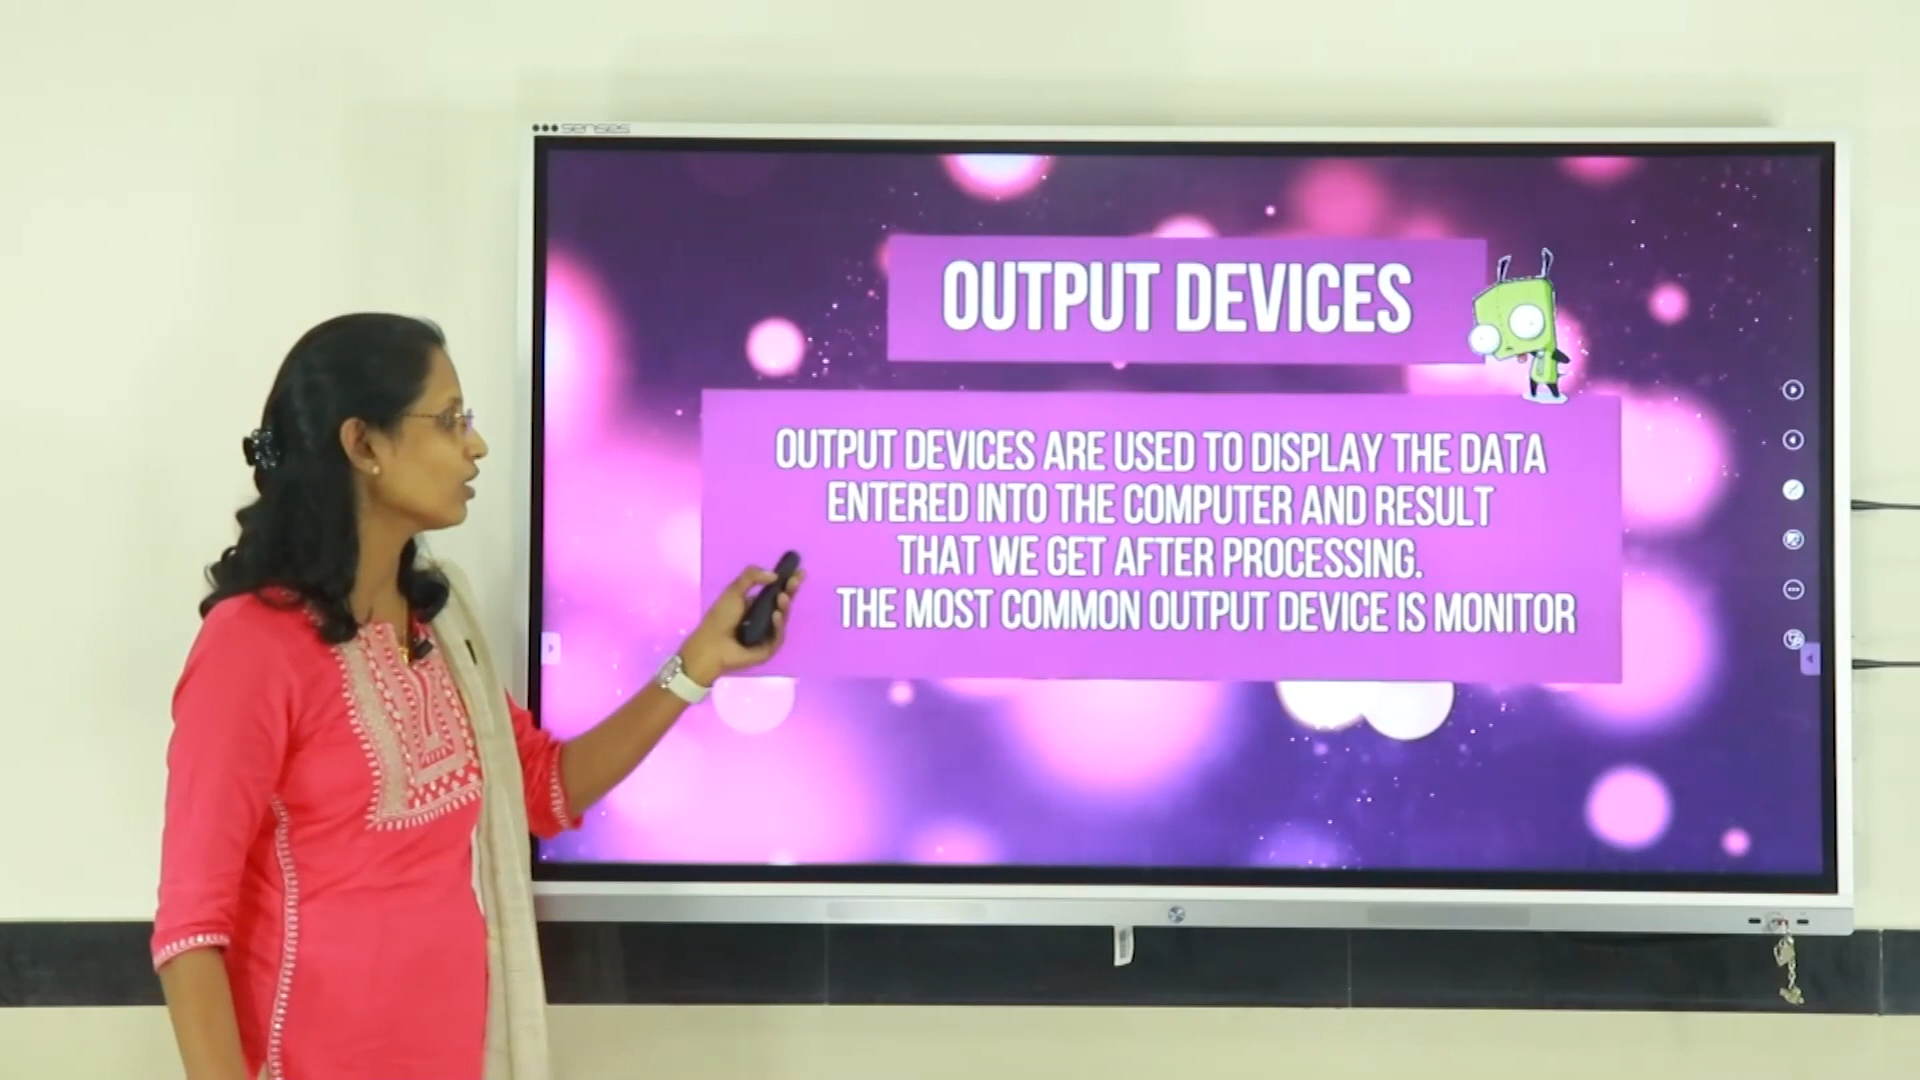 senses
OUTPUT DEVICES
OUTPUT DEVICES ARE USED TO DISPLAY THE DATA
ENTERED INTO THE COMPUTER AND RESULT
THAT WE GET AFTER PROCESSING.
THE MOST COMMON OUTPUT DEVICE IS MONITOR